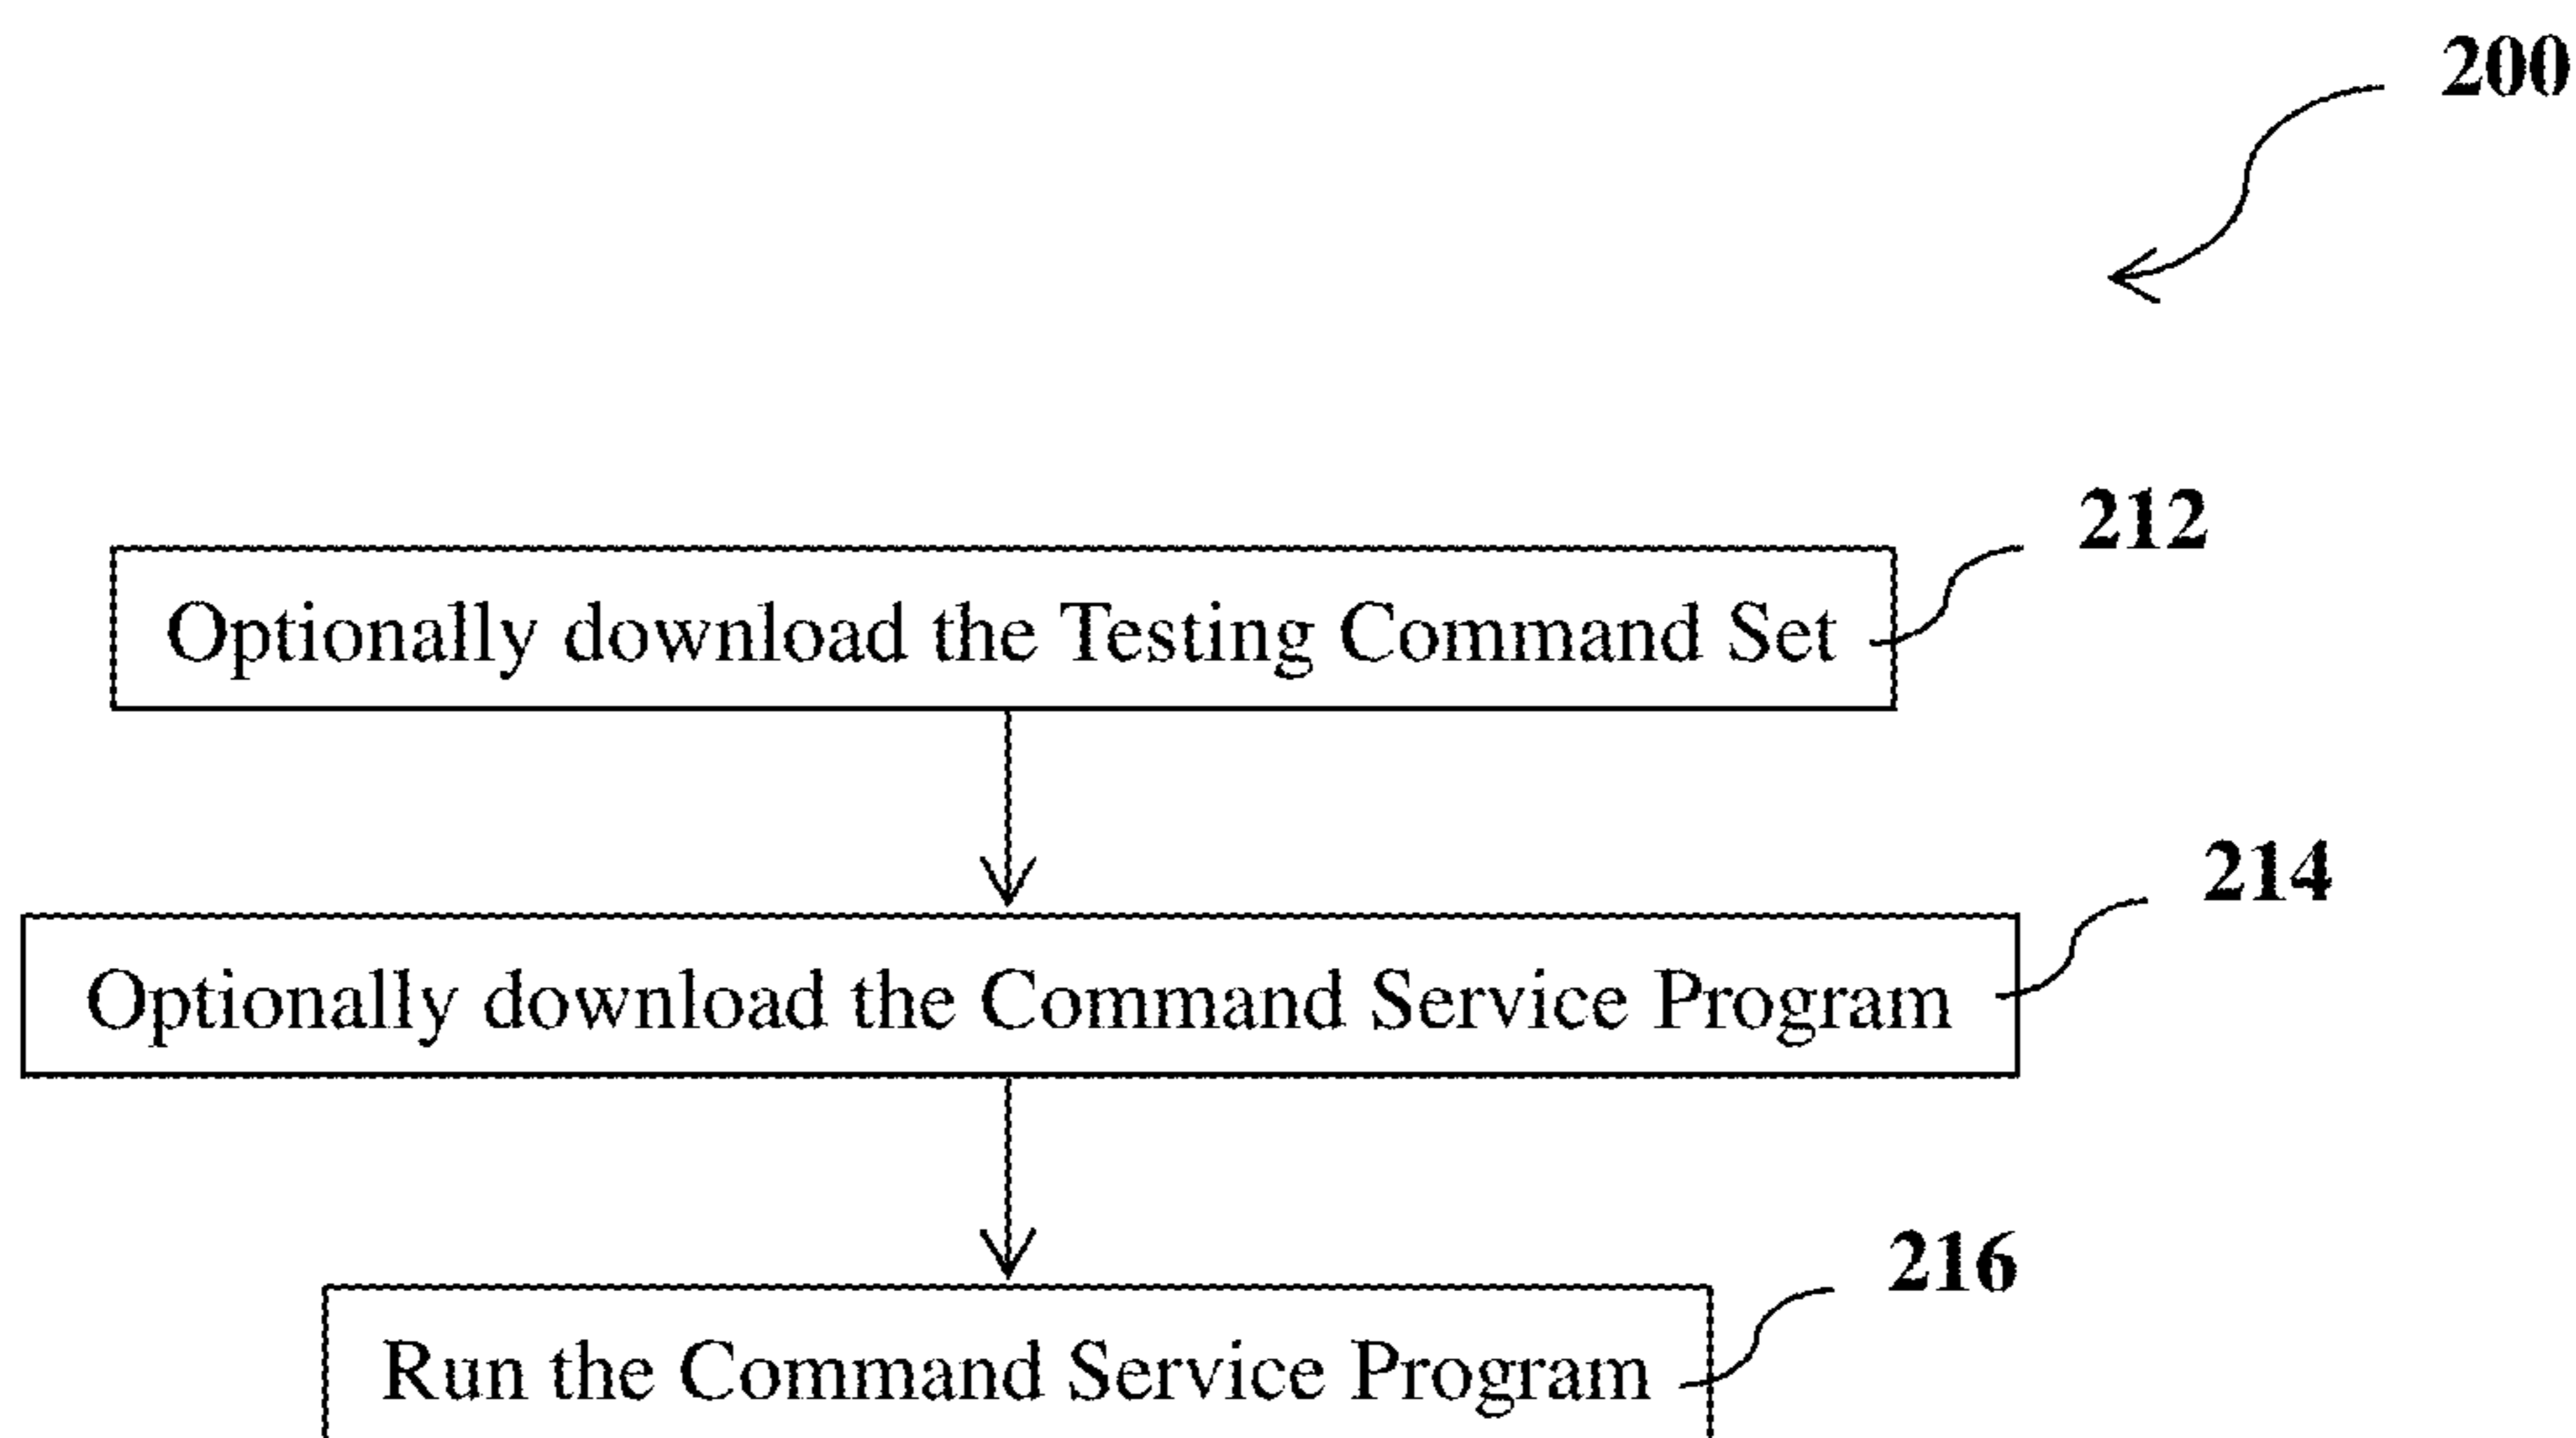 200
212
Optionally download the Testing Command Set
214
Optionally download the Command Service Program
216
Run the Command Service Program